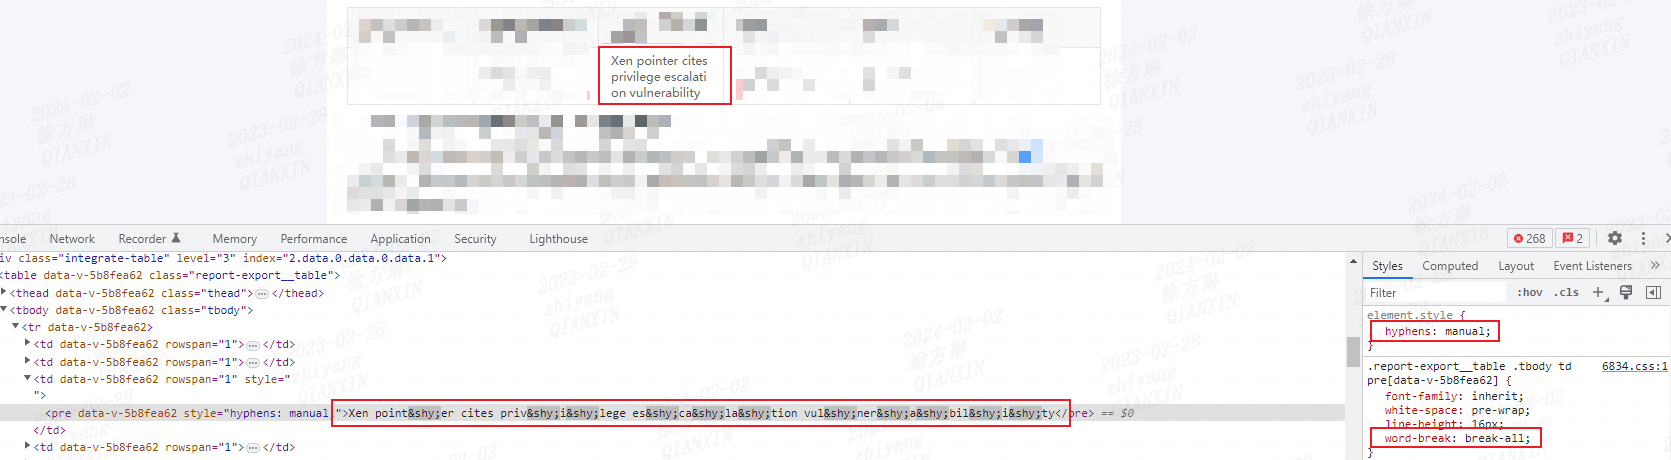 Xen pointer cites
privilege escalati
on vulnerability
2024-02-02
徐方琳
QIANXIN
2023-02-28
zhiyang
QIANXIN
nsole Network Recorder Memory Performance Application Security Lighthouse 268 2
iv class="integrate-table" level="3" index="2.data.0.data.0.data.1">
<table data-v-5b8fea62 class="report-export__table">
<thead data-v-5b8fea62 class="thead">…</thead>
<tbody data-v-5b8fea62 class="tbody">
<tr data-v-5b8fea62>
<td data-v-5b8fea62 rowspan="1">…</td>
<td data-v-5b8fea62 rowspan="1">…</td>
<td data-v-5b8fea62 rowspan="1" style="
">
<pre data-v-5b8fea62 style="hyphens: manual;">Xen point&shy;er cites priv&shy;i&shy;lege es&shy;ca&shy;la&shy;tion vul&shy;ner&shy;a&shy;bil&shy;i&shy;ty</pre> == $0
</td>
<td data-v-5b8fea62 rowspan="1">…</td>
Styles Computed Layout Event Listeners »
Filter :hov .cls +
element.style {
hyphens: manual;
}
.report-export__table .tbody td 6834.css:1
pre[data-v-5b8fea62] {
font-family: inherit;
white-space: pre-wrap;
line-height: 16px;
word-break: break-all;
}